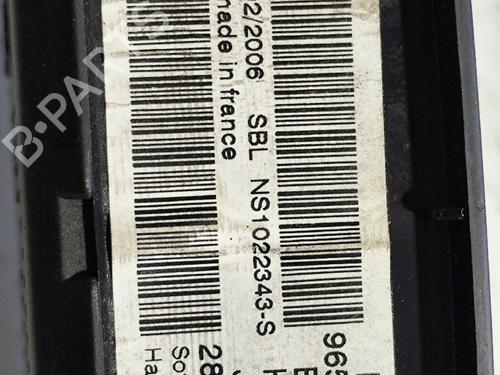 965
2/2006 SBL NS1022343-S
made in france
28
So
Ha
B-PARTS